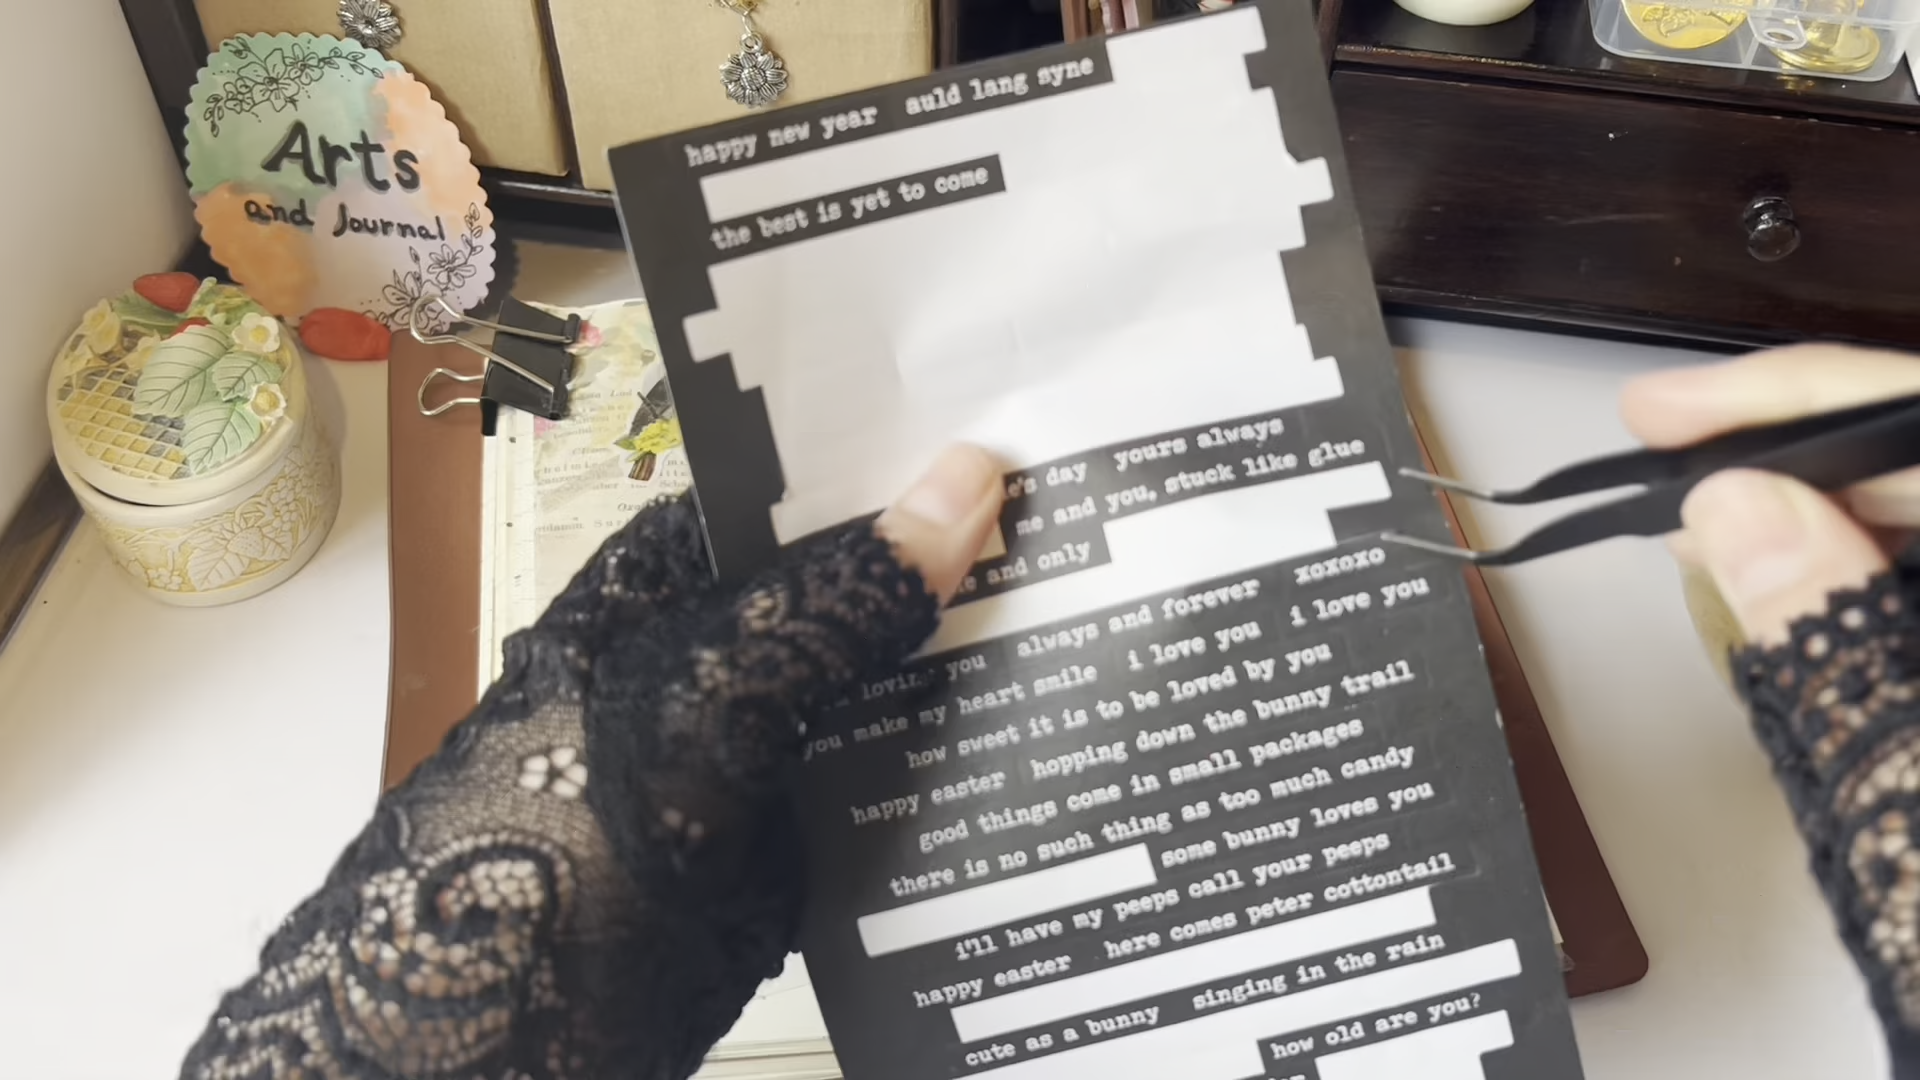 Arts
and Journal
happy new year auld lang syne
the best is yet to come
day yours always
me and you, stuck like glue
and only
always and forever xoxoxo
you
you make my heart smile i love you i love you
how sweet it is to be loved by you
happy easter hopping down the bunny trail
good things come in small packages
there is no such thing as too much candy
some bunny loves you
i'll have my peeps call your peeps
happy easter here comes peter cottontail
cute as a bunny singing in the rain
how old are you?